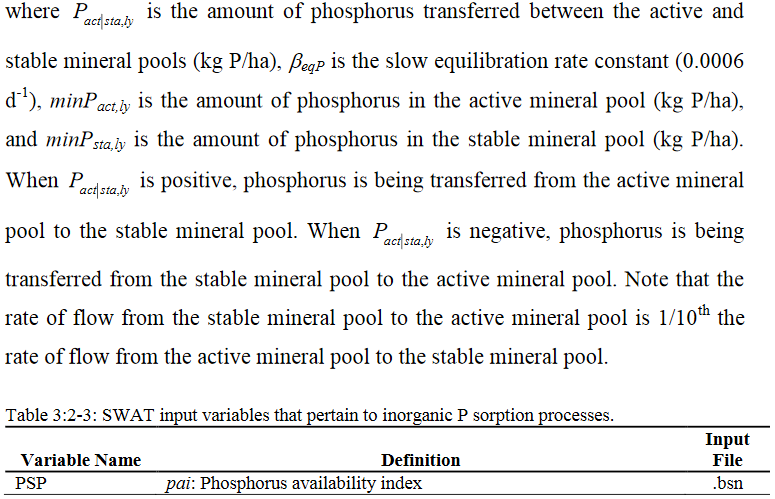 where P_act|sta,ly is the amount of phosphorus transferred between the active and
stable mineral pools (kg P/ha), β_eqP is the slow equilibration rate constant (0.0006
d⁻¹), minP_act,ly is the amount of phosphorus in the active mineral pool (kg P/ha),
and minP_sta,ly is the amount of phosphorus in the stable mineral pool (kg P/ha).
When P_act|sta,ly is positive, phosphorus is being transferred from the active mineral
pool to the stable mineral pool. When P_act|sta,ly is negative, phosphorus is being
transferred from the stable mineral pool to the active mineral pool. Note that the
rate of flow from the stable mineral pool to the active mineral pool is 1/10th the
rate of flow from the active mineral pool to the stable mineral pool.
Table 3:2-3: SWAT input variables that pertain to inorganic P sorption processes.
Variable Name Definition Input File
PSP pai: Phosphorus availability index .bsn